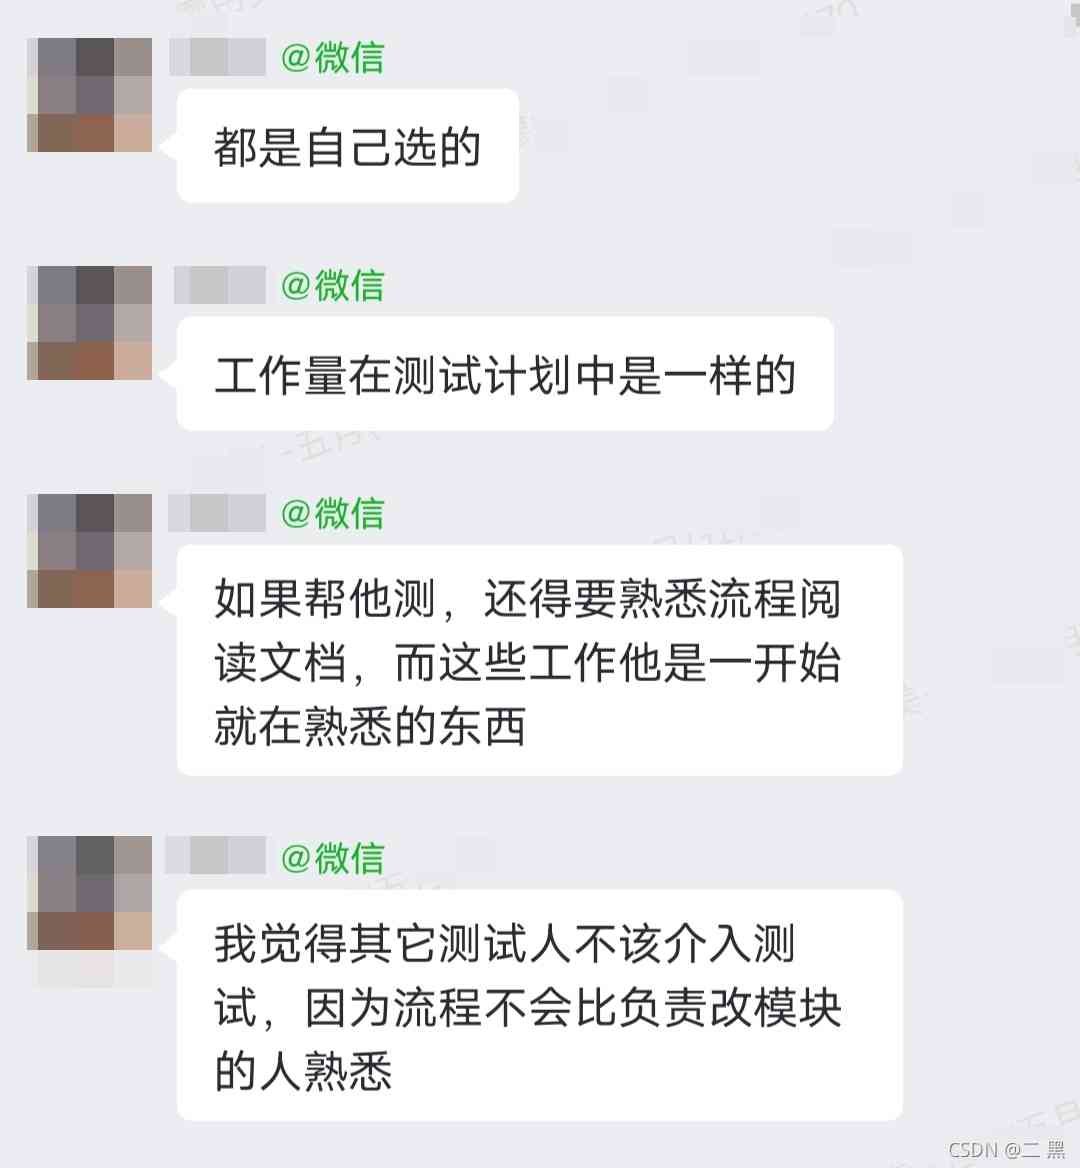 @微信
都是自己选的
@微信
工作量在测试计划中是一样的
@微信
如果帮他测，还得要熟悉流程阅
读文档，而这些工作他是一开始
就在熟悉的东西
@微信
我觉得其它测试人不该介入测
试，因为流程不会比负责改模块
的人熟悉
CSDN @二 黑